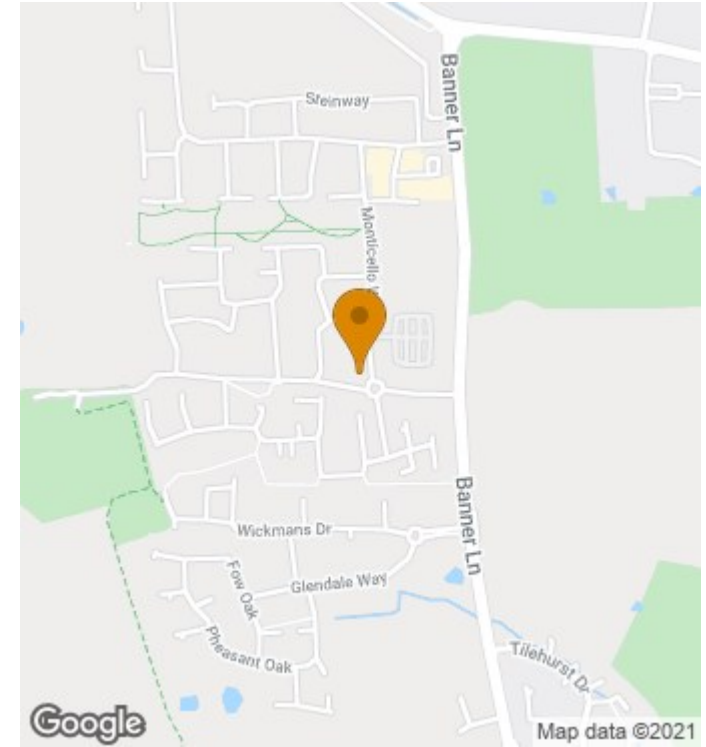 Steinway
Banner Ln
Monticello W
Banner Ln
Wickmans Dr
Glendale Way
Fow Oak
Pheasant Oak
Tilehurst Dr
Google
Map data ©2021